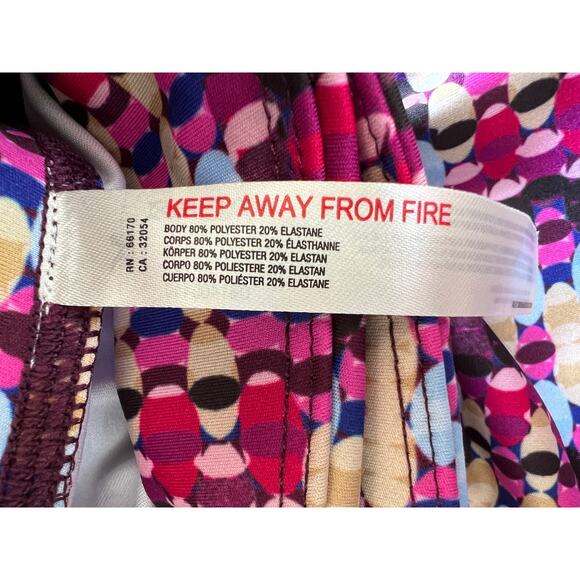 KEEP AWAY FROM FIRE
BODY 80% POLYESTER 20% ELASTANE
CORPS 80% POLYESTER 20% ÉLASTHANNE
KÖRPER 80% POLYESTER 20% ELASTAN
CORPO 80% POLIESTERE 20% ELASTAN
CUERPO 80% POLIÉSTER 20% ELASTANE
RN : 66170
CA : 32054